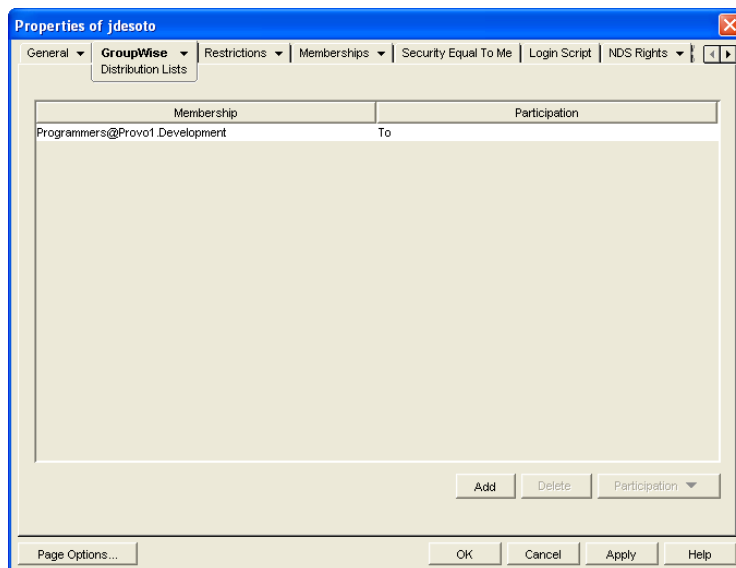 Properties of jdesoto
General GroupWise Restrictions Memberships Security Equal To Me Login Script NDS Rights
Distribution Lists
Membership Participation
Programmers@Provo1.Development To
Add Delete Participation
Page Options... OK Cancel Apply Help